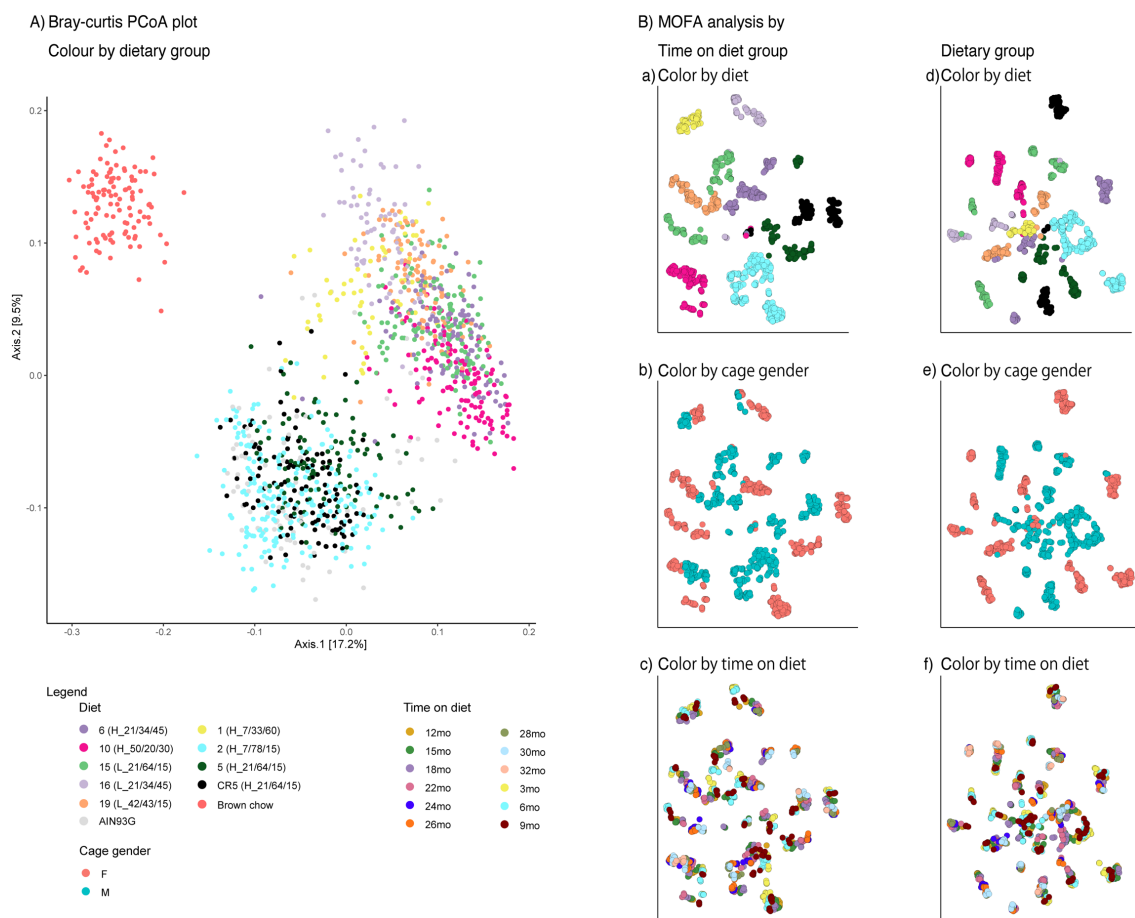 A) Bray-curtis PCoA plot
Colour by dietary group
0.2
0.1
0.0
-0.1
Axis.2 [9.5%]
-0.3
-0.2
-0.1
0.0
0.1
0.2
Axis.1 [17.2%]
B) MOFA analysis by
Time on diet group
Dietary group
a) Color by diet
d) Color by diet
b) Color by cage gender
e) Color by cage gender
c) Color by time on diet
f) Color by time on diet
Legend
Diet
6 (H_21/34/45)
10 (H_50/20/30)
15 (L_21/64/15)
16 (L_21/34/45)
19 (L_42/43/15)
AIN93G
1 (H_7/33/60)
2 (H_7/78/15)
5 (H_21/64/15)
CR5 (H_21/64/15)
Brown chow
Cage gender
F
M
Time on diet
12mo
15mo
18mo
22mo
24mo
26mo
28mo
30mo
32mo
3mo
6mo
9mo